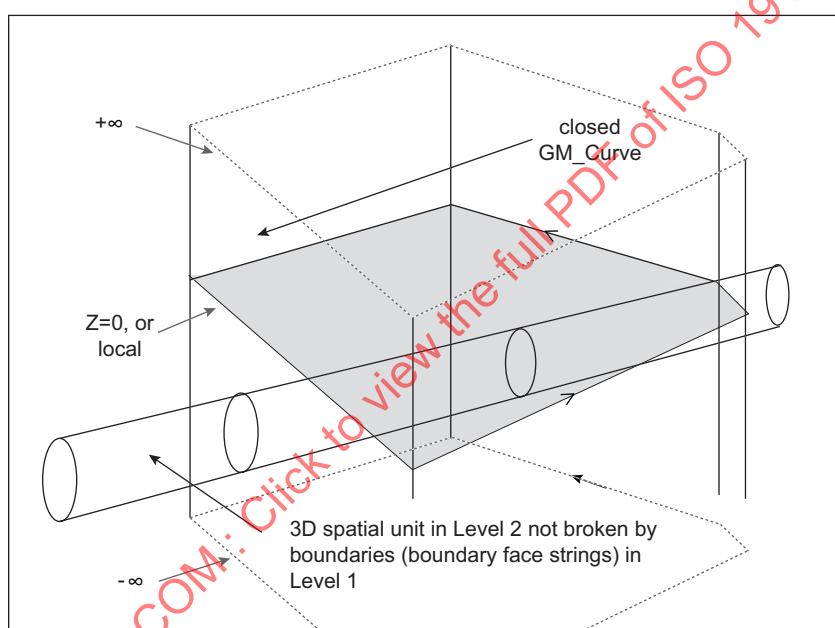 +∞
closed
GM_Curve
Z=0, or
local
3D spatial unit in Level 2 not broken by
boundaries (boundary face strings) in
Level 1
-∞
COM : Click to view the full PDF of ISO 19